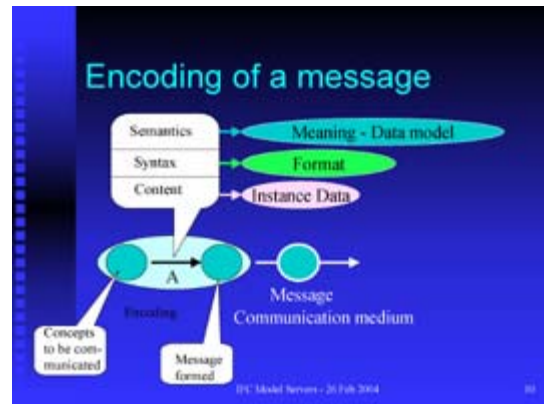 Encoding of a message
Semantics
Meaning - Data model
Syntax
Format
Content
Instance Data
A
Encoding
Message
Communication medium
Concepts
to be com-
municated
Message
formed
IFC Model Servers - 26 Feb 2004
10